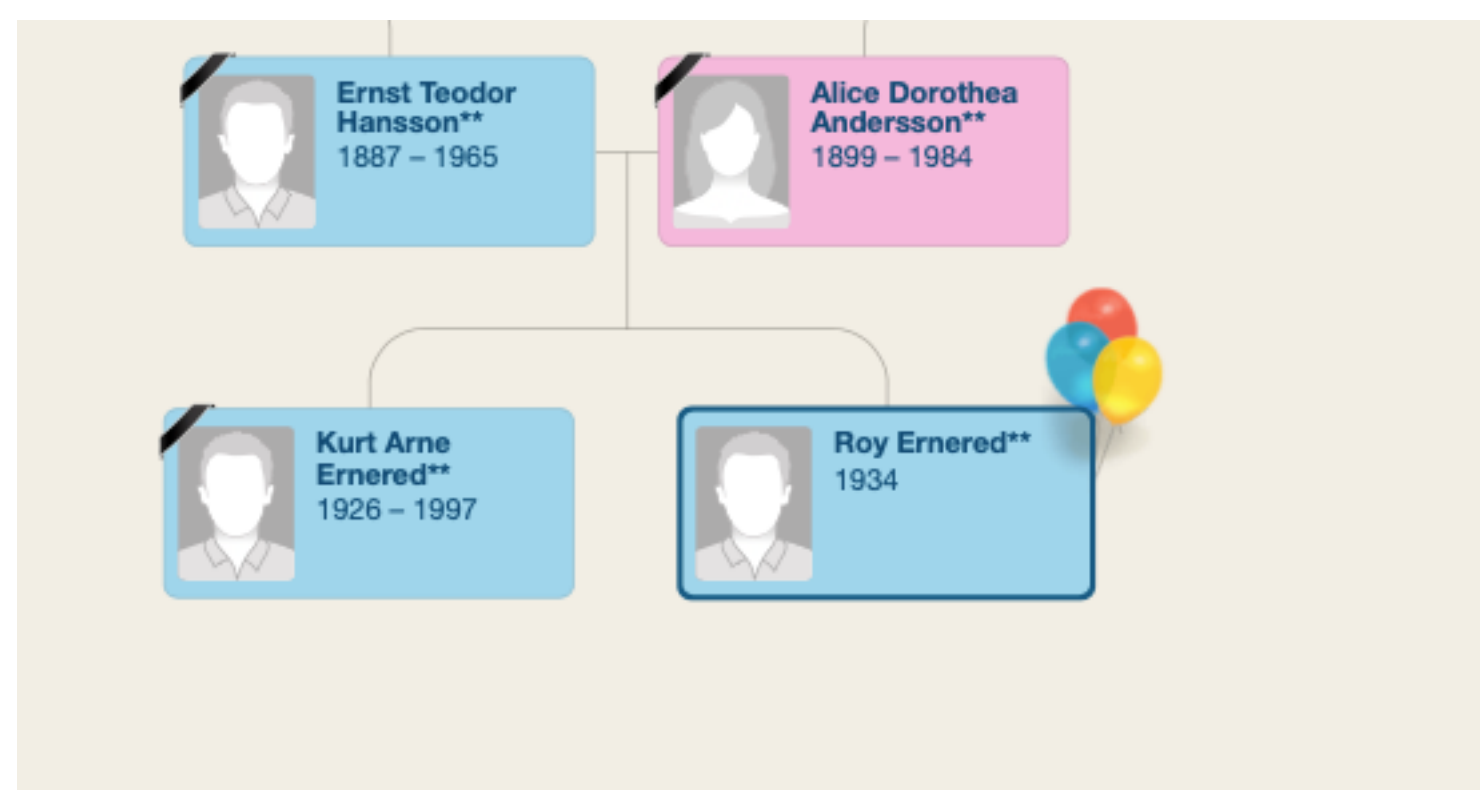 Ernst Teodor
Hansson**
1887 – 1965
Alice Dorothea
Andersson**
1899 – 1984
Kurt Arne
Ernered**
1926 – 1997
Roy Ernered**
1934